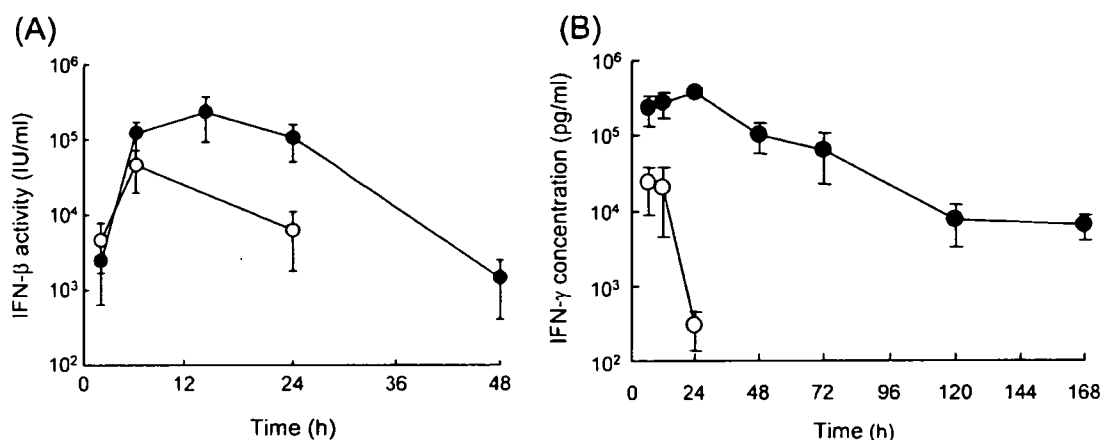 (A)
IFN-β activity (IU/ml)
10⁶
10⁵
10⁴
10³
10²
0 12 24 36 48
Time (h)
(B)
IFN-γ concentration (pg/ml)
10⁶
10⁵
10⁴
10³
10²
0 24 48 72 96 120 144 168
Time (h)